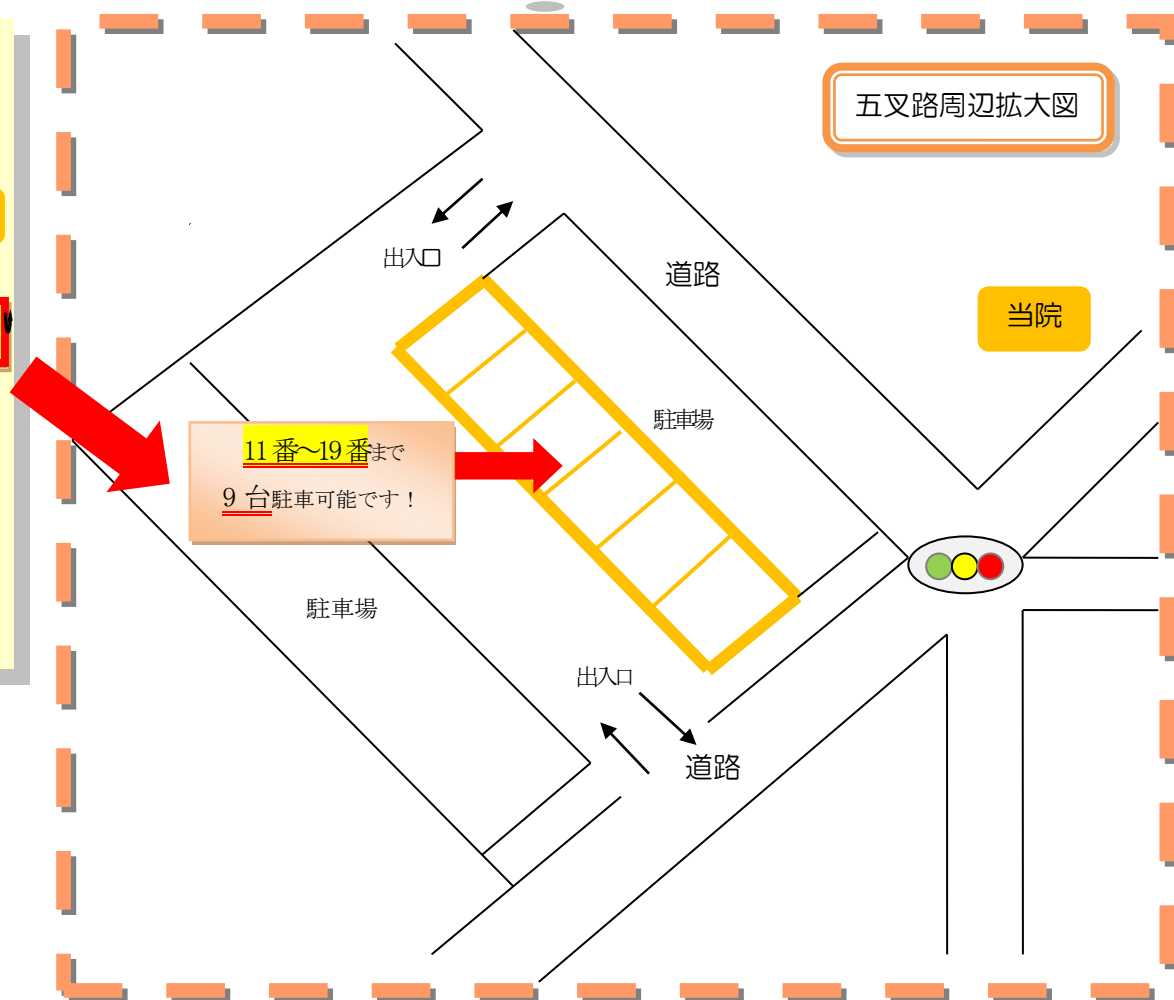 五叉路周辺拡大図
出入口
道路
当院
駐車場
11番～19番まで
9台駐車可能です！
駐車場
出入口
道路